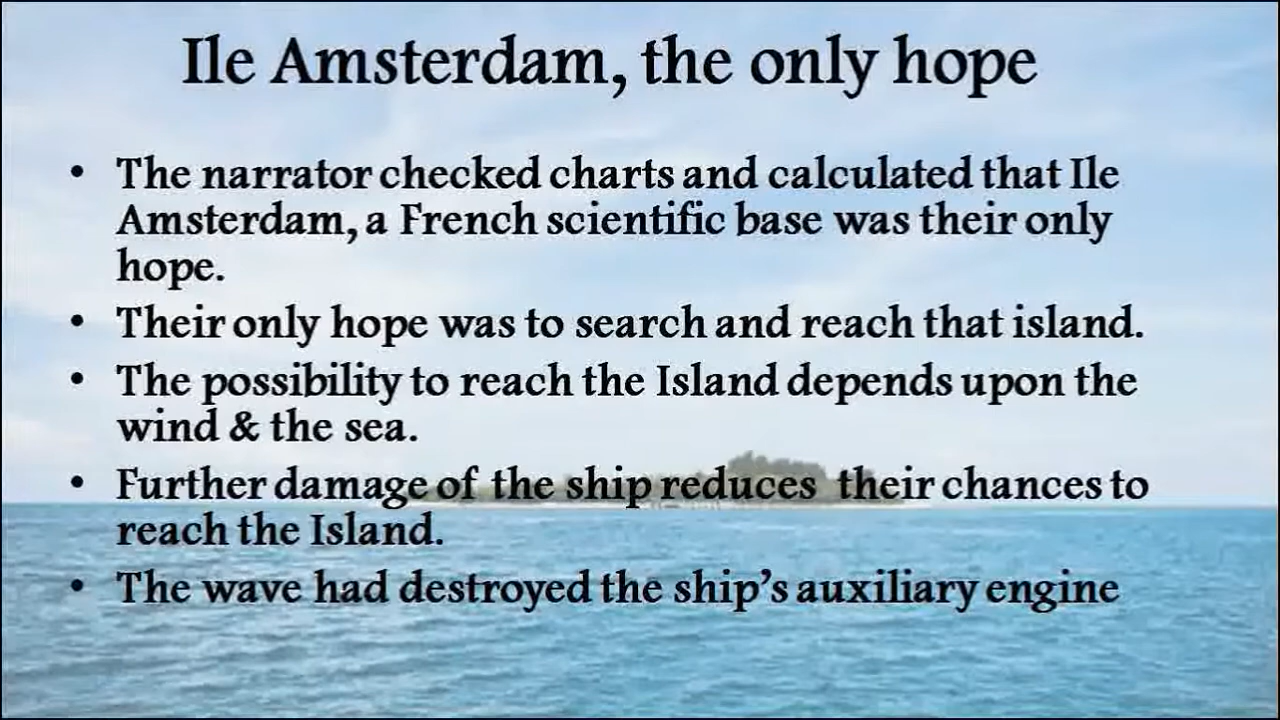 Ile Amsterdam, the only hope
• The narrator checked charts and calculated that Ile
Amsterdam, a French scientific base was their only
hope.
• Their only hope was to search and reach that island.
• The possibility to reach the Island depends upon the
wind & the sea.
• Further damage of the ship reduces their chances to
reach the Island.
• The wave had destroyed the ship’s auxiliary engine